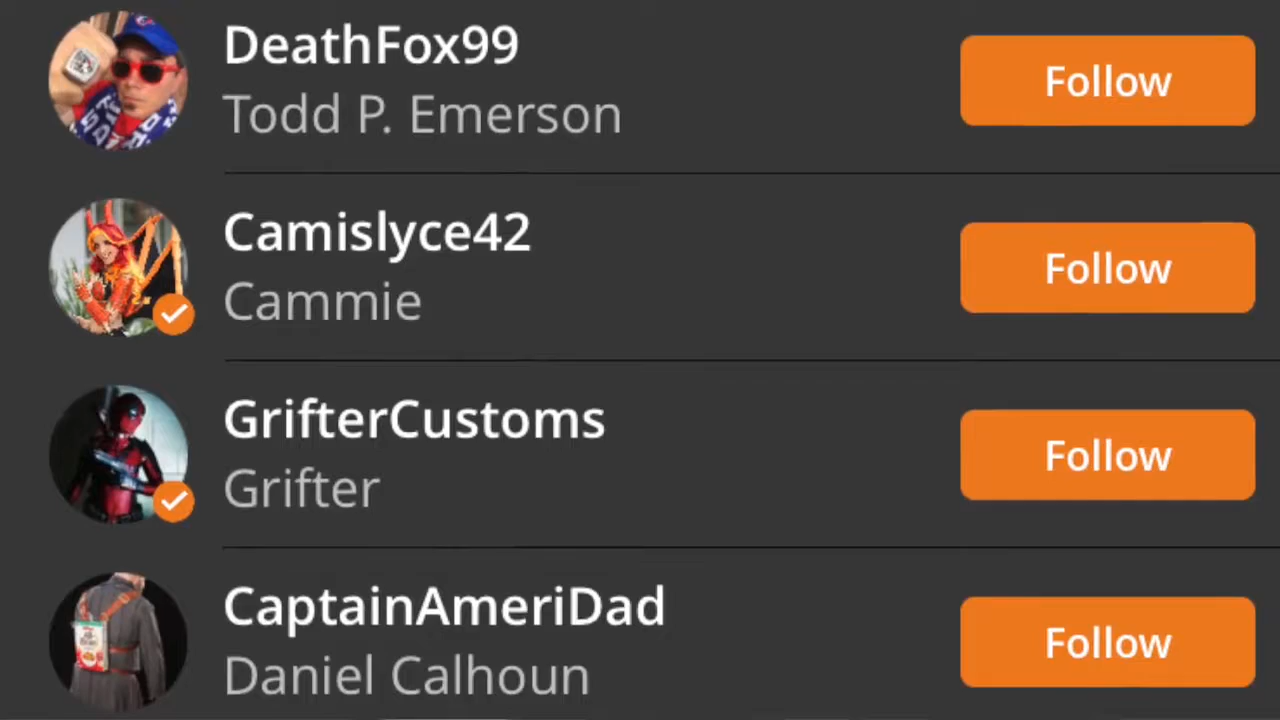 DeathFox99
Todd P. Emerson
Follow
Camislyce42
Cammie
Follow
GrifterCustoms
Grifter
Follow
CaptainAmeriDad
Daniel Calhoun
Follow